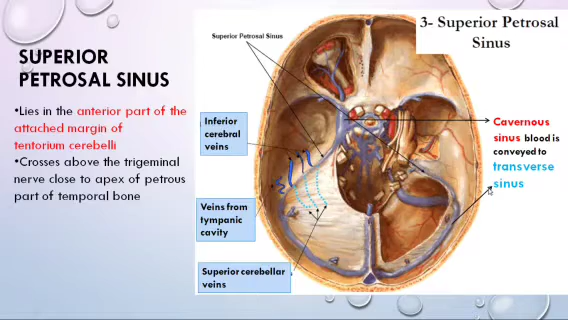 SUPERIOR
PETROSAL SINUS
•Lies in the anterior part of the
attached margin of
tentorium cerebelli
•Crosses above the trigeminal
nerve close to apex of petrous
part of temporal bone
Superior Petrosal Sinus
3- Superior Petrosal
Sinus
Inferior
cerebral
veins
Veins from
tympanic
cavity
Superior cerebellar
veins
Cavernous
sinus blood is
conveyed to
transverse
sinus